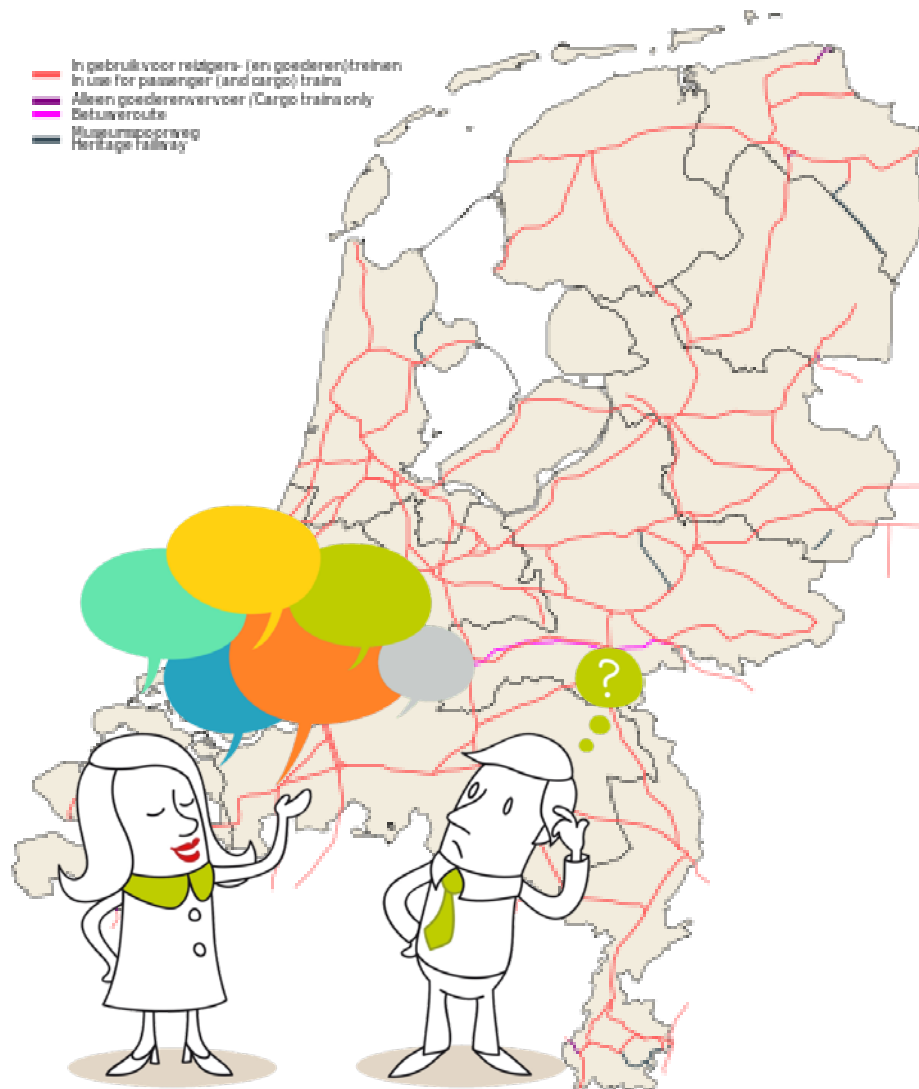 In gebruik voor reizigers- (en goederen)treinen
In use for passenger (and cargo) trains
Alleen goederenvervoer /Cargo trains only
Betuweroute
Museumspoorweg
Heritage railway
?